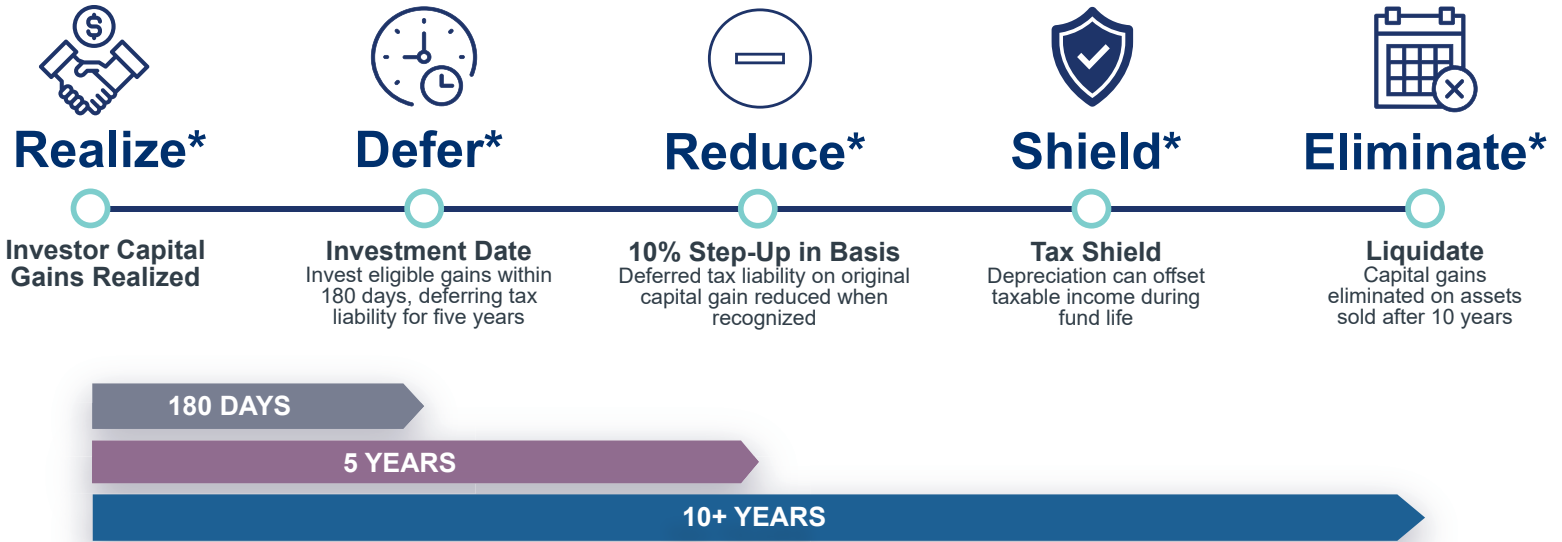 $
Realize*
Defer*
Reduce*
Shield*
Eliminate*
Investor Capital
Gains Realized
Investment Date
Invest eligible gains within
180 days, deferring tax
liability for five years
10% Step-Up in Basis
Deferred tax liability on original
capital gain reduced when
recognized
Tax Shield
Depreciation can offset
taxable income during
fund life
Liquidate
Capital gains
eliminated on assets
sold after 10 years
180 DAYS
5 YEARS
10+ YEARS